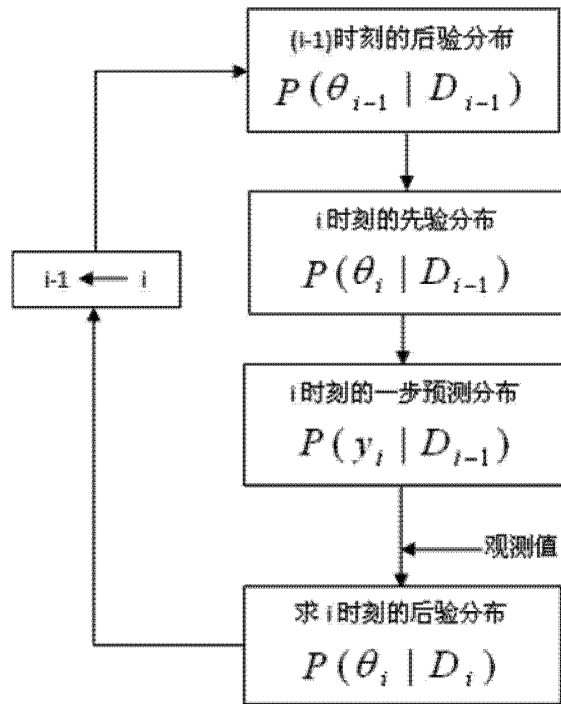 (i-1)时刻的后验分布
P(θ_{i-1} | D_{i-1})
i时刻的先验分布
P(θ_i | D_{i-1})
i-1 ← i
i时刻的一步预测分布
P(y_i | D_{i-1})
观测值
求i时刻的后验分布
P(θ_i | D_i)